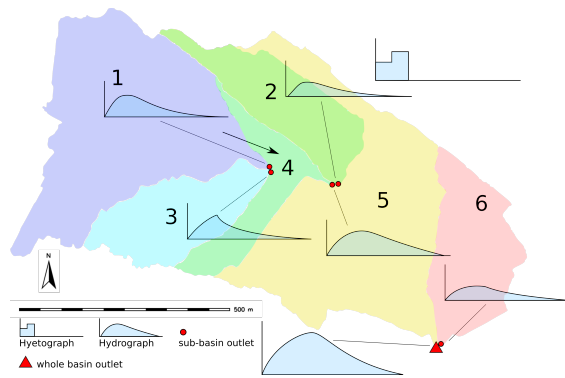 1
2
3
4
5
6
N
500 m
Hyetograph
Hydrograph
sub-basin outlet
whole basin outlet